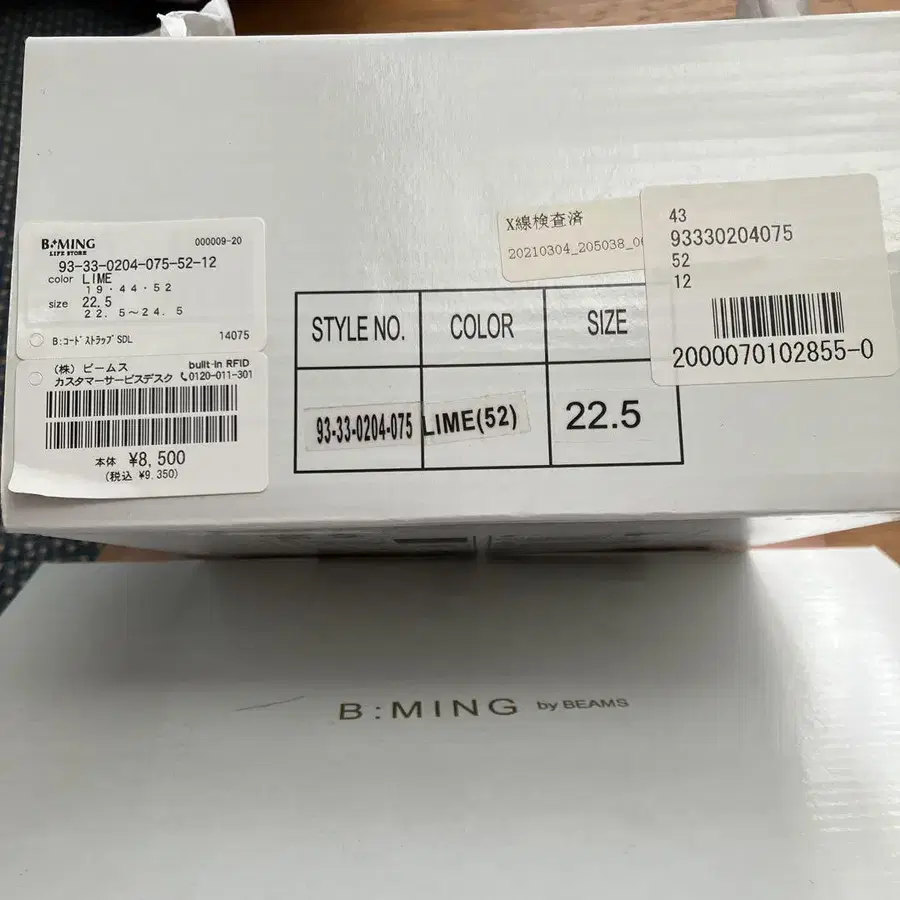 B:MING
LIFE STORE
000009-20
93-33-0204-075-52-12
color LIME
19・44・52
size 22.5
22.5～24.5
B:コードストラップSDL
14075
(株)ビームス
built-in RFID
カスタマーサービスデスク
0120-011-301
本体 ¥8,500
(税込 ¥9,350)
X線検査済
20210304_205038_
43
93330204075
52
12
2000070102855-0
STYLE NO. COLOR SIZE
93-33-0204-075 LIME(52) 22.5
B:MING by BEAMS